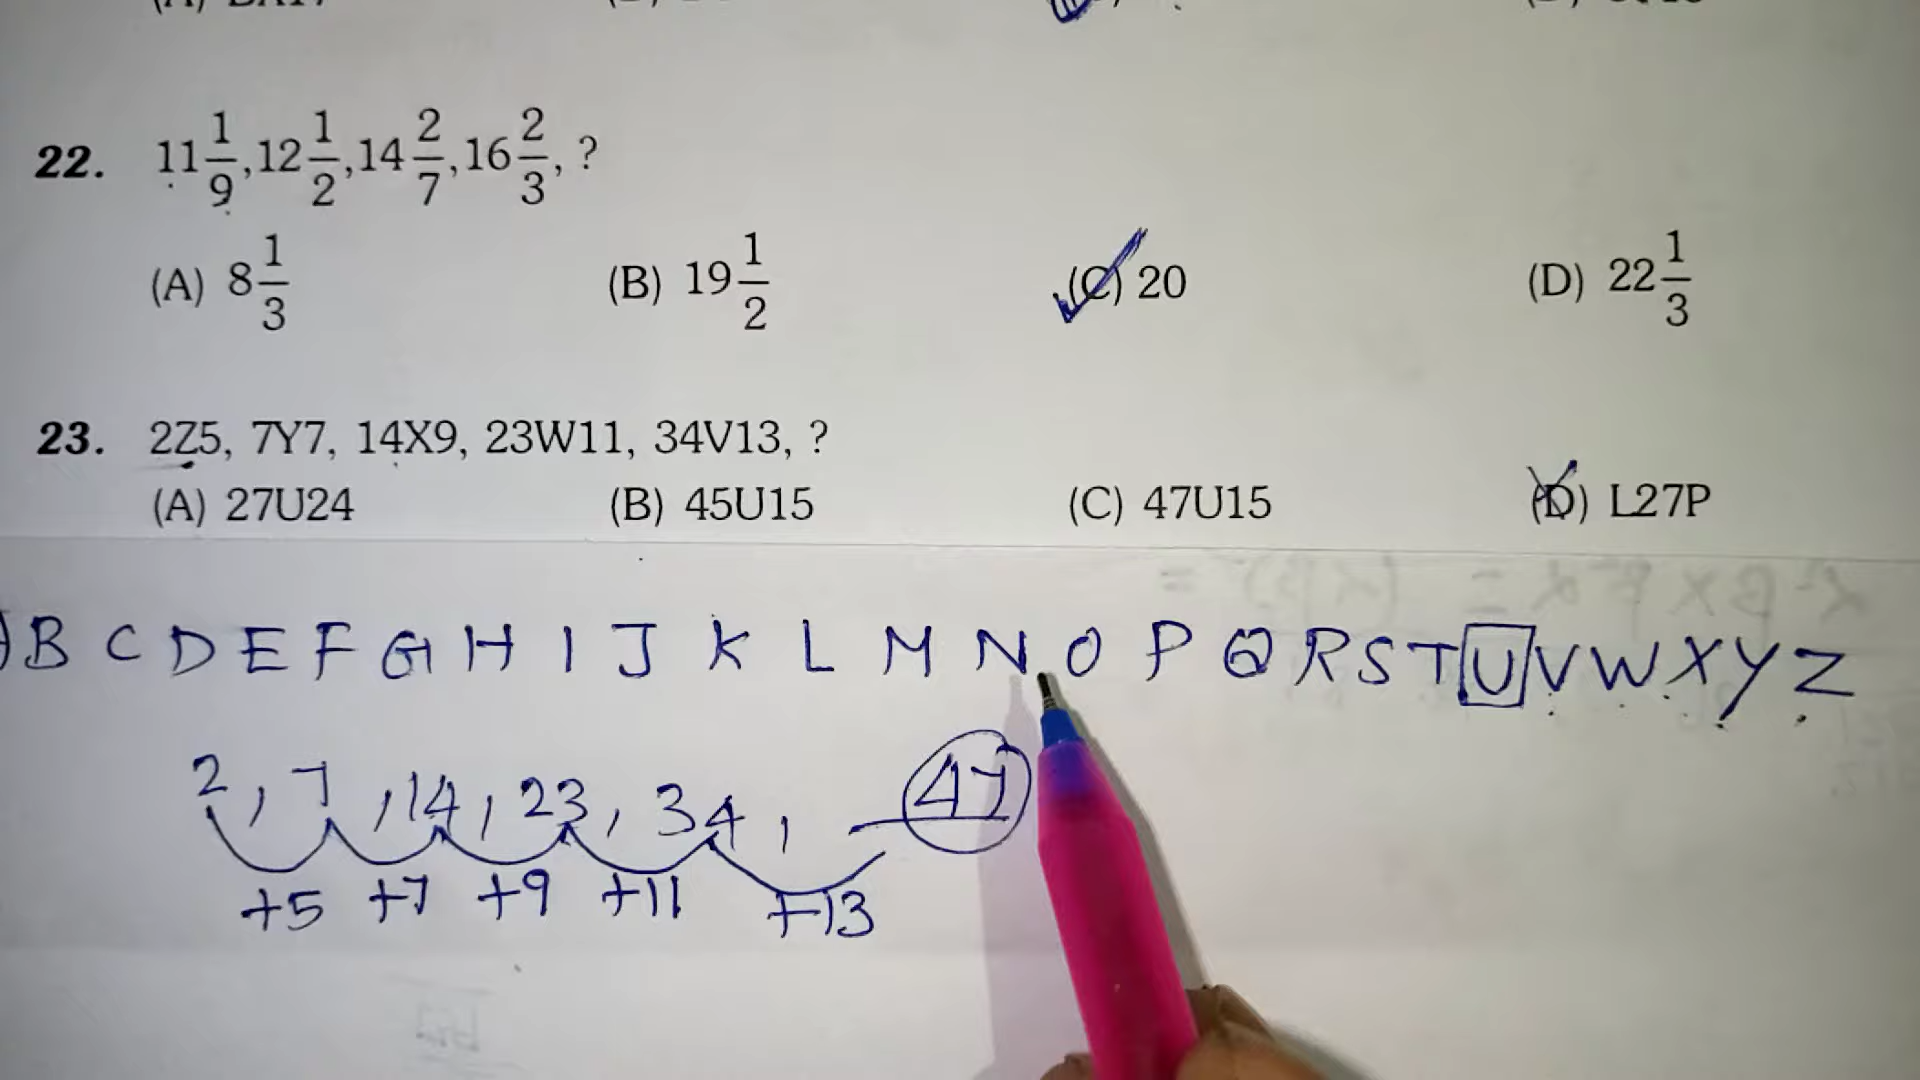 22. 11 1/9, 12 1/2, 14 2/7, 16 2/3, ?
(A) 8 1/3 (B) 19 1/2 (C) 20 (D) 22 1/3
23. 2Z5, 7Y7, 14X9, 23W11, 34V13, ?
(A) 27U24 (B) 45U15 (C) 47U15 (D) L27P
B C D E F G H I J K L M N O P Q R S T U V W X Y Z
2, 7, 14, 23, 34, 47
+5 +7 +9 +11 +13